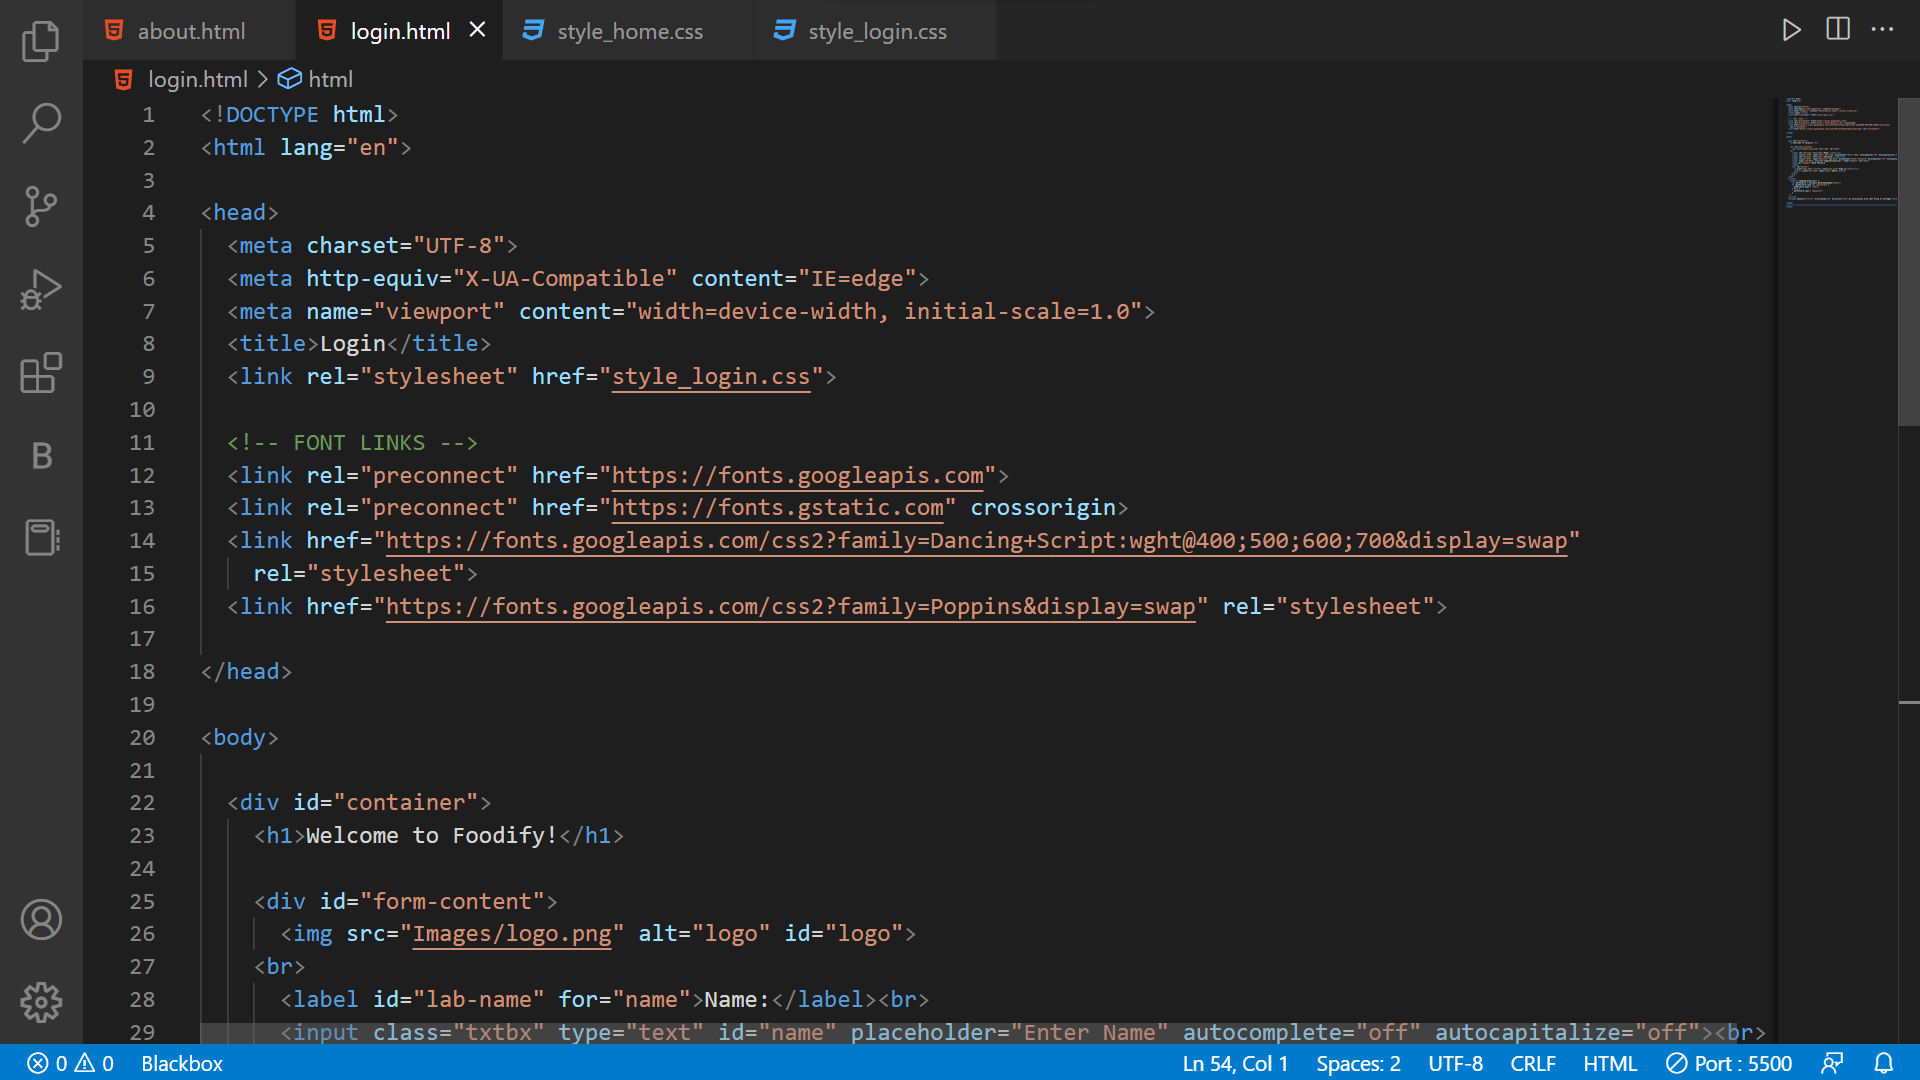 about.html login.html style_home.css style_login.css
login.html html
1 <!DOCTYPE html>
2 <html lang="en">
3
4 <head>
5 <meta charset="UTF-8">
6 <meta http-equiv="X-UA-Compatible" content="IE=edge">
7 <meta name="viewport" content="width=device-width, initial-scale=1.0">
8 <title>Login</title>
9 <link rel="stylesheet" href="style_login.css">
10
11 <!-- FONT LINKS -->
12 <link rel="preconnect" href="https://fonts.googleapis.com">
13 <link rel="preconnect" href="https://fonts.gstatic.com" crossorigin>
14 <link href="https://fonts.googleapis.com/css2?family=Dancing+Script:wght@400;500;600;700&display=swap"
15 rel="stylesheet">
16 <link href="https://fonts.googleapis.com/css2?family=Poppins&display=swap" rel="stylesheet">
17
18 </head>
19
20 <body>
21
22 <div id="container">
23 <h1>Welcome to Foodify!</h1>
24
25 <div id="form-content">
26 <img src="Images/logo.png" alt="logo" id="logo">
27 <br>
28 <label id="lab-name" for="name">Name:</label><br>
29 <input class="txtbx" type="text" id="name" placeholder="Enter Name" autocomplete="off" autocapitalize="off"><br>
B
0 0 Blackbox Ln 54, Col 1 Spaces: 2 UTF-8 CRLF HTML Port : 5500